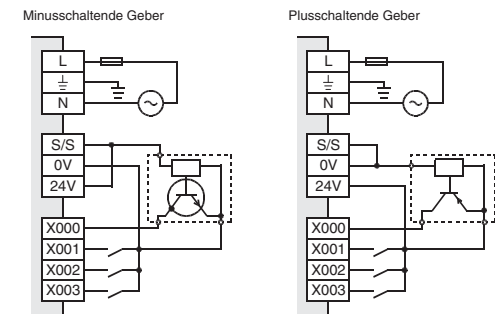 Minusschaltende Geber
L
N
S/S
0V
24V
X000
X001
X002
X003
Plusschaltende Geber
L
N
S/S
0V
24V
X000
X001
X002
X003